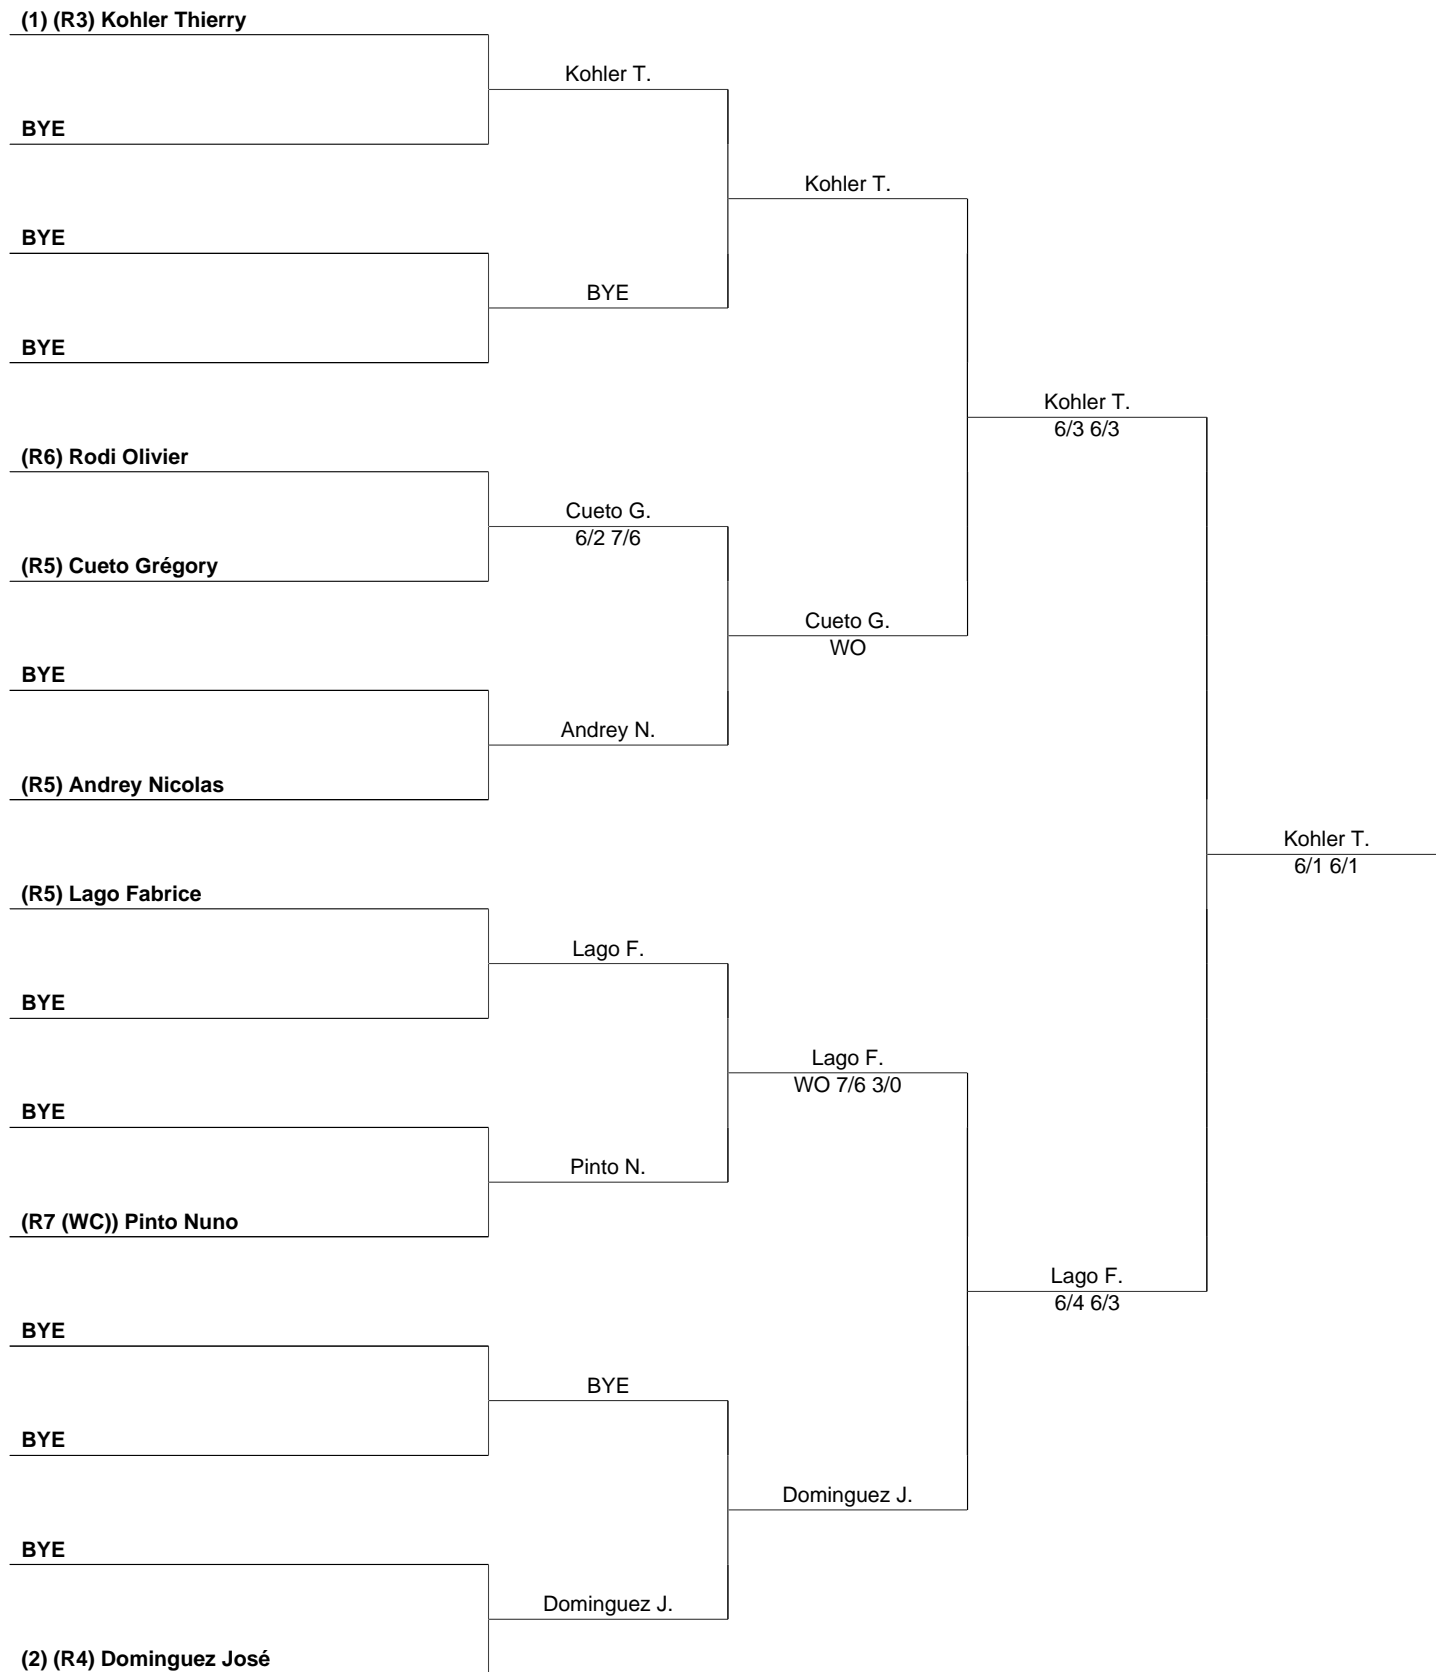 (1) (R3) Kohler Thierry
Kohler T.
BYE
Kohler T.
BYE
BYE
BYE
Kohler T.
6/3 6/3
(R6) Rodi Olivier
Cueto G.
6/2 7/6
(R5) Cueto Grégory
Cueto G.
WO
BYE
Andrey N.
(R5) Andrey Nicolas
Kohler T.
6/1 6/1
(R5) Lago Fabrice
Lago F.
BYE
Lago F.
WO 7/6 3/0
BYE
Pinto N.
(R7 (WC)) Pinto Nuno
Lago F.
6/4 6/3
BYE
BYE
BYE
Dominguez J.
BYE
Dominguez J.
(2) (R4) Dominguez José